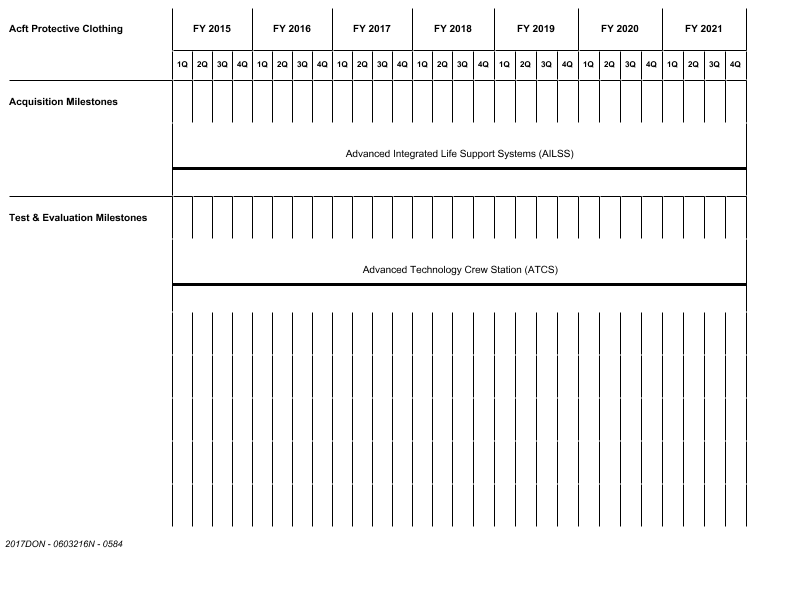 Acft Protective Clothing FY 2015 FY 2016 FY 2017 FY 2018 FY 2019 FY 2020 FY 2021
1Q 2Q 3Q 4Q 1Q 2Q 3Q 4Q 1Q 2Q 3Q 4Q 1Q 2Q 3Q 4Q 1Q 2Q 3Q 4Q 1Q 2Q 3Q 4Q 1Q 2Q 3Q 4Q
Acquisition Milestones
Advanced Integrated Life Support Systems (AILSS)
Test & Evaluation Milestones
Advanced Technology Crew Station (ATCS)
2017DON - 0603216N - 0584